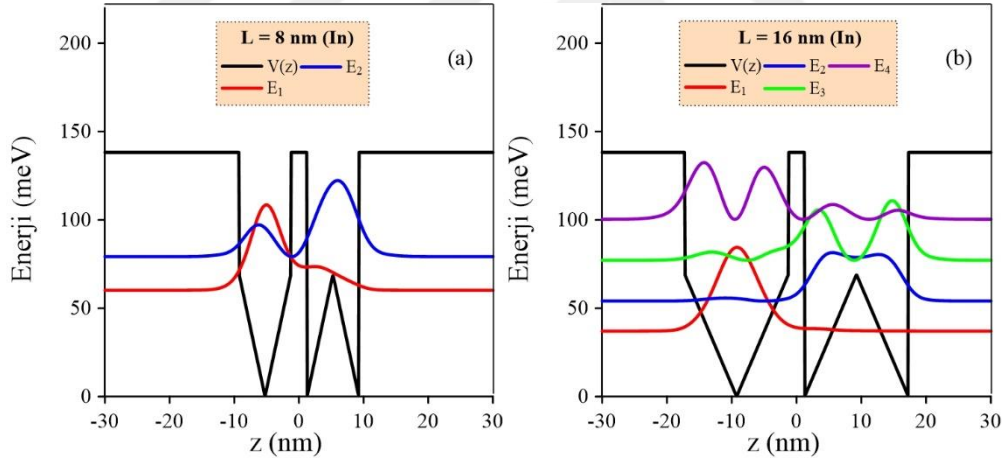 L = 8 nm (In)
V(z) E₂
E₁
(a)
200
150
100
50
0
Enerji (meV)
-30 -20 -10 0 10 20 30
z (nm)
L = 16 nm (In)
V(z) E₂ E₄
E₁ E₃
(b)
200
150
100
50
0
Enerji (meV)
-30 -20 -10 0 10 20 30
z (nm)